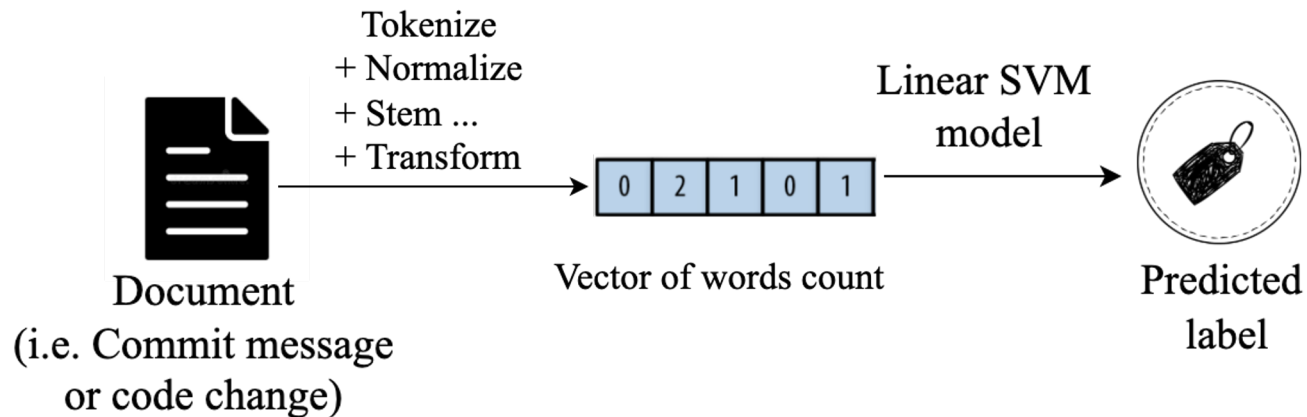 Tokenize
+ Normalize
+ Stem ...
+ Transform
Document
(i.e. Commit message
or code change)
0 2 1 0 1
Vector of words count
Linear SVM
model
Predicted
label